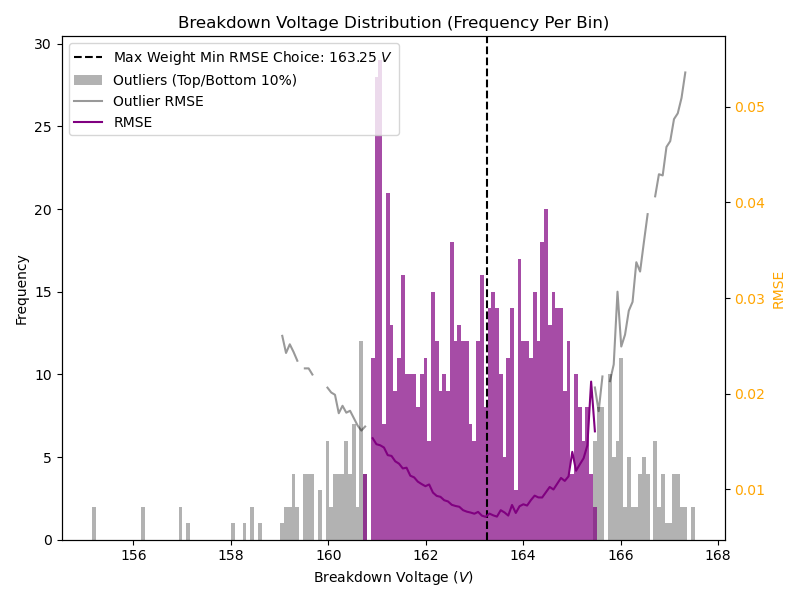 Breakdown Voltage Distribution (Frequency Per Bin)
Max Weight Min RMSE Choice: 163.25 V
Outliers (Top/Bottom 10%)
Outlier RMSE
RMSE
30
25
20
15
10
5
0
Frequency
0.05
0.04
0.03
0.02
0.01
RMSE
156 158 160 162 164 166 168
Breakdown Voltage (V)